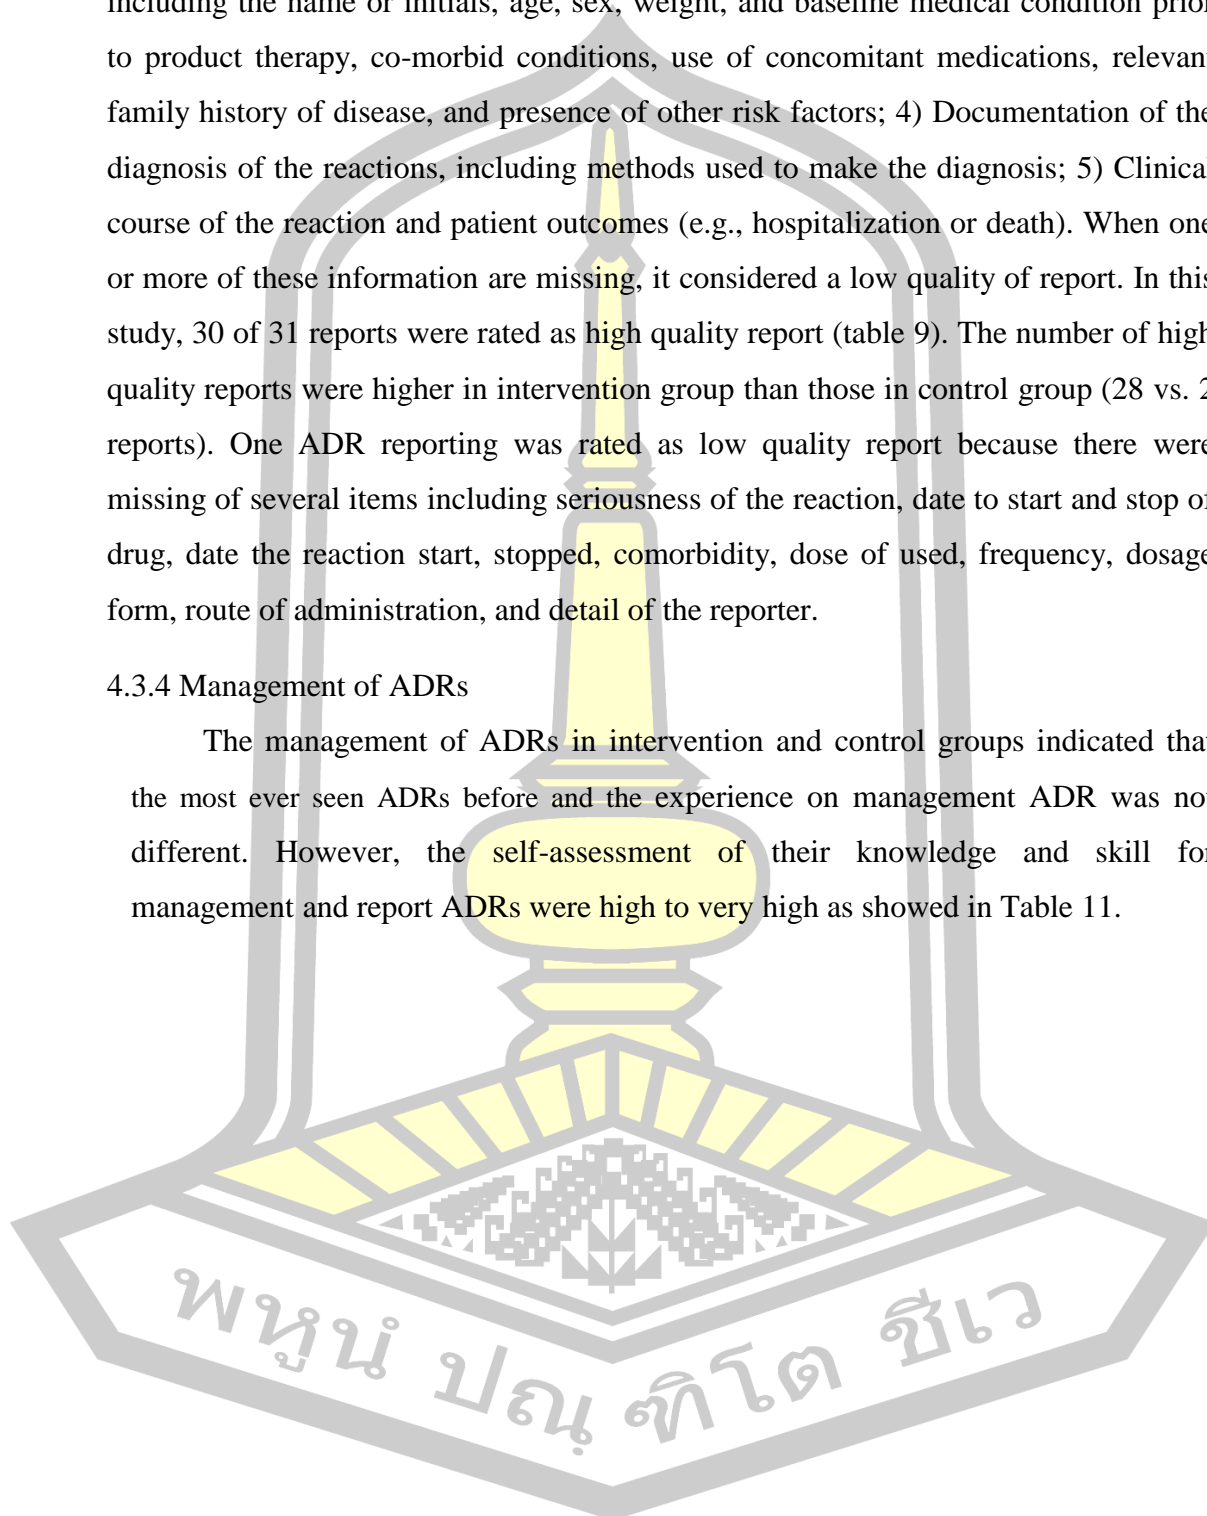 including the name or initials, age, sex, weight, and baseline medical condition prior
to product therapy, co-morbid conditions, use of concomitant medications, relevant
family history of disease, and presence of other risk factors; 4) Documentation of the
diagnosis of the reactions, including methods used to make the diagnosis; 5) Clinical
course of the reaction and patient outcomes (e.g., hospitalization or death). When one
or more of these information are missing, it considered a low quality of report. In this
study, 30 of 31 reports were rated as high quality report (table 9). The number of high
quality reports were higher in intervention group than those in control group (28 vs. 2
reports). One ADR reporting was rated as low quality report because there were
missing of several items including seriousness of the reaction, date to start and stop of
drug, date the reaction start, stopped, comorbidity, dose of used, frequency, dosage
form, route of administration, and detail of the reporter.
4.3.4 Management of ADRs
The management of ADRs in intervention and control groups indicated that
the most ever seen ADRs before and the experience on management ADR was not
different. However, the self-assessment of their knowledge and skill for
management and report ADRs were high to very high as showed in Table 11.
พหูนํ ปณฺฑิโต ชีเว